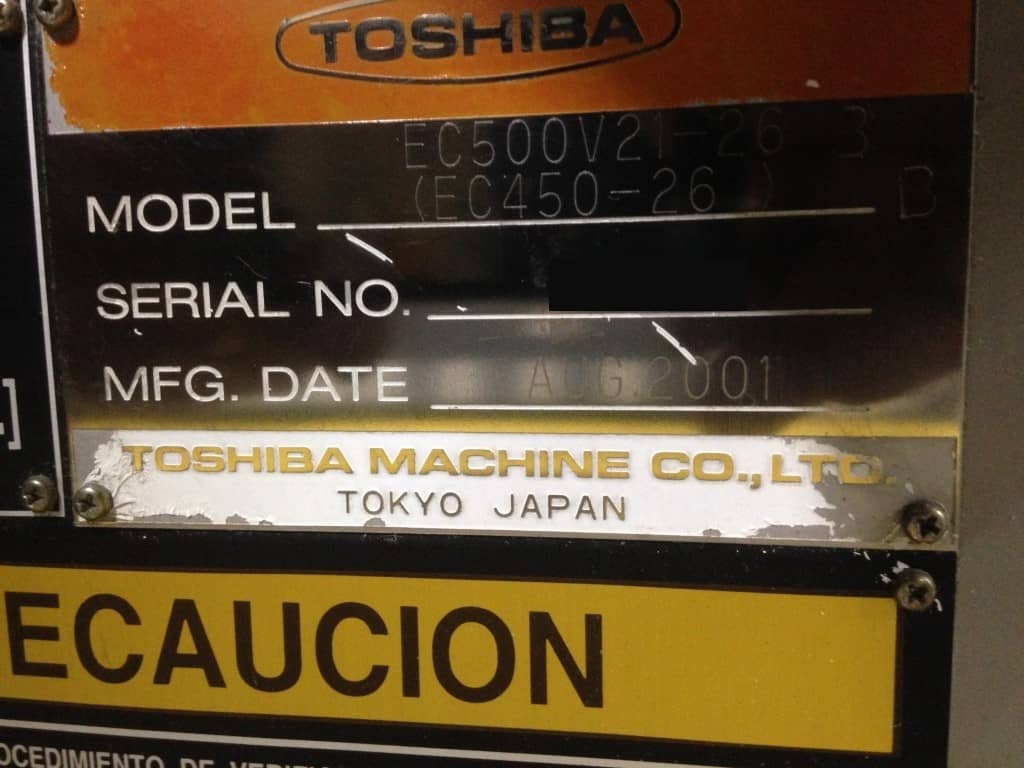 TOSHIBA
EC500V21-26 3
MODEL (EC450-26 ) B
SERIAL NO.
MFG. DATE AUG.2001
TOSHIBA MACHINE CO., LTD.
TOKYO JAPAN
ECAUCION